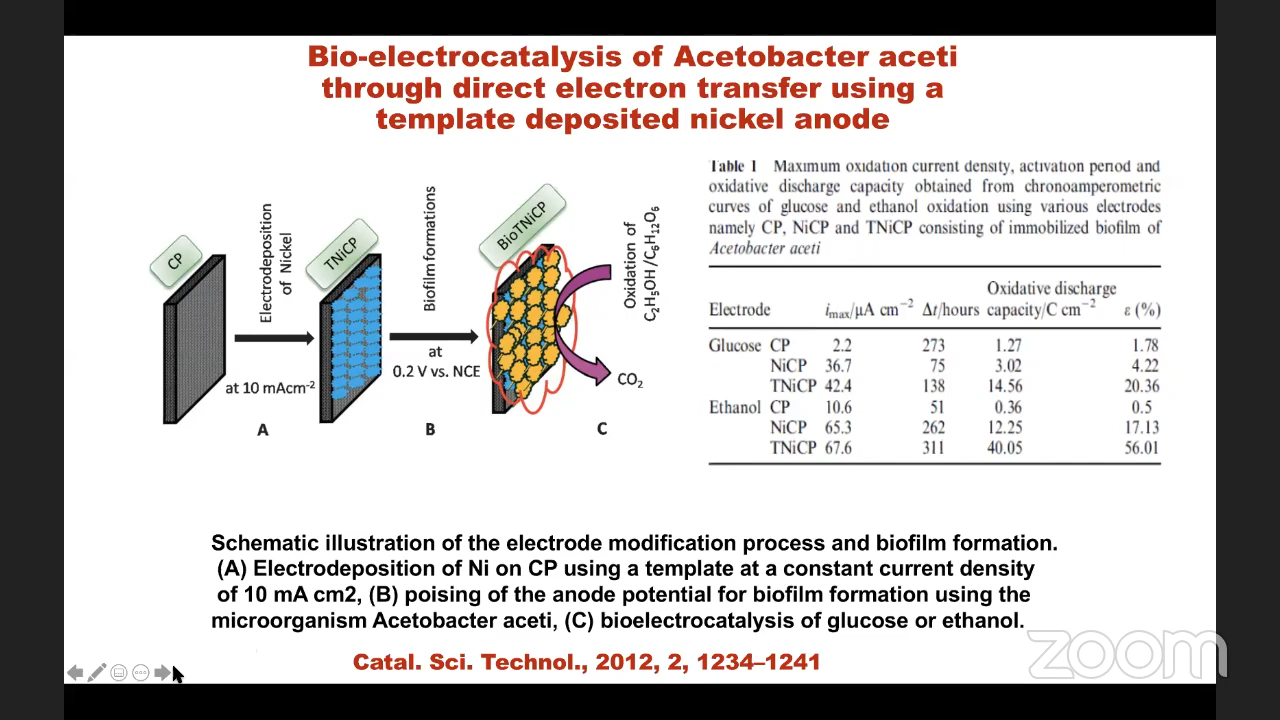 Bio-electrocatalysis of Acetobacter aceti
through direct electron transfer using a
template deposited nickel anode
CP
Electrodeposition
of Nickel
at 10 mAcm-2
A
TNiCP
Biofilm formations
at
0.2 V vs. NCE
B
BioTNiCP
Oxidation of
C2H5OH/C6H12O6
CO2
C
Table 1 Maximum oxidation current density, activation period and
oxidative discharge capacity obtained from chronoamperometric
curves of glucose and ethanol oxidation using various electrodes
namely CP, NiCP and TNiCP consisting of immobilized biofilm of
Acetobacter aceti
Oxidative discharge
Electrode imax/μA cm−2 Δt/hours capacity/C cm−2 ε (%)
Glucose CP 2.2 273 1.27 1.78
NiCP 36.7 75 3.02 4.22
TNiCP 42.4 138 14.56 20.36
Ethanol CP 10.6 51 0.36 0.5
NiCP 65.3 262 12.25 17.13
TNiCP 67.6 311 40.05 56.01
Schematic illustration of the electrode modification process and biofilm formation.
(A) Electrodeposition of Ni on CP using a template at a constant current density
of 10 mA cm2, (B) poising of the anode potential for biofilm formation using the
microorganism Acetobacter aceti, (C) bioelectrocatalysis of glucose or ethanol.
Catal. Sci. Technol., 2012, 2, 1234–1241
zoom